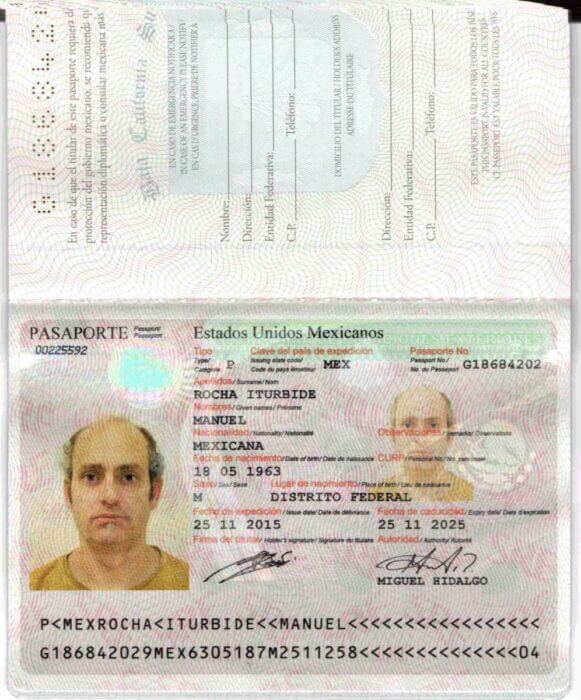 En caso de que el titular de este pasaporte requiera de
protección del gobierno mexicano, se recomienda
representación diplomática o consular mexicana más
Baja California Su
EN CASO DE EMERGENCIA NOTIFICAR A
IN CASE OF AN EMERGENCY PLEASE NOTIFY
EN CAS D'URGENCE, PRIÈRE DE NOTIFIER À
Nombre:
Dirección:
Entidad Federativa:
C.P. Teléfono:
DOMICILIO DEL TITULAR / HOLDER'S ADDRESS
ADRESSE DU TITULAIRE
Dirección:
Entidad Federativa:
C.P. Teléfono:
ESTE PASAPORTE ES VÁLIDO PARA TODOS LOS
THIS PASSPORT IS VALID FOR ALL COUNTRIES
CE PASSEPORT EST VALABLE POUR TOUS LES
PASAPORTE Passport/ Passeport
00225592
Estados Unidos Mexicanos
Tipo Clave del país de expedición Pasaporte No
Type/ Issuing state code/ Passport No./
Catégorie P Code du pays émetteur MEX No. du Passeport G18684202
Apellidos/ Surname/ Nom
ROCHA ITURBIDE
Nombres/ Given names/ Prénoms
MANUEL
Nacionalidad/ Nationality/ Nationalité Observaciones/ Remarks/ Observations
MEXICANA
Fecha de nacimiento/ Date of birth/ Date de naissance CURP/ Personal No./
18 05 1963
Sexo/ Sex/ Sexe Lugar de nacimiento/ Place of birth/ Lieu de naissance
M DISTRITO FEDERAL
Fecha de expedición/ Issue date/ Date de délivrance Fecha de caducidad/ Expiry date/ Date d'expiration
25 11 2015 25 11 2025
Firma del titular/ Holder's signature/ Signature du titulaire Autoridad/ Authority/ Autorité
MIGUEL HIDALGO
P<MEXROCHA<ITURBIDE<<MANUEL<<<<<<<<<<<<<<<<<
G186842029MEX6305187M2511258<<<<<<<<<<<<<<04